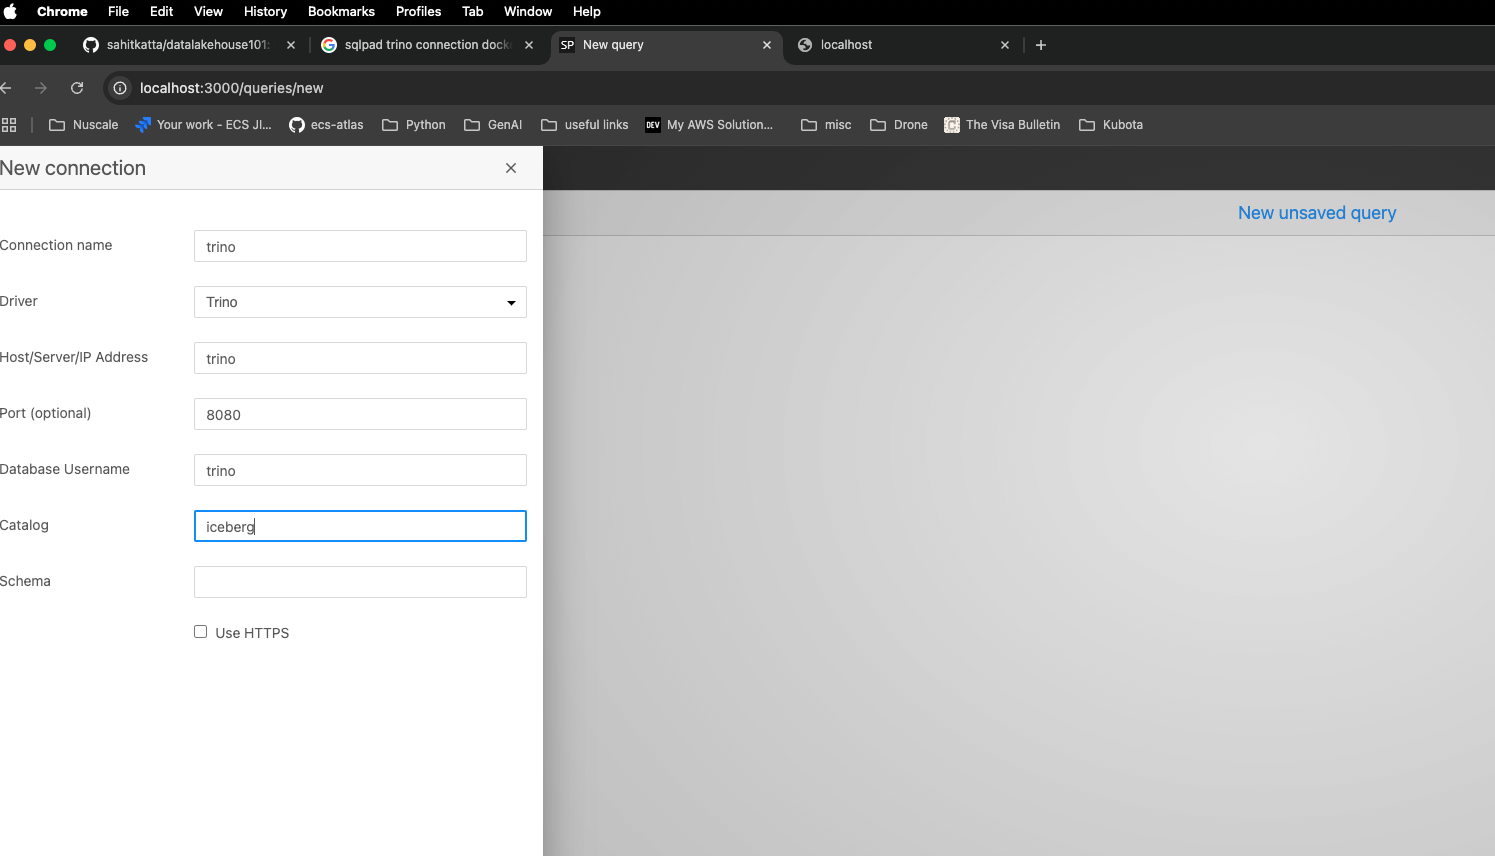 Chrome File Edit View History Bookmarks Profiles Tab Window Help
sahitkatta/datalakehouse101: sqlpad trino connection dock SP New query localhost
localhost:3000/queries/new
Nuscale Your work - ECS JI... ecs-atlas Python GenAI useful links DEV My AWS Solution... misc Drone The Visa Bulletin Kubota
New connection
New unsaved query
Connection name trino
Driver Trino
Host/Server/IP Address trino
Port (optional) 8080
Database Username trino
Catalog iceberg
Schema
Use HTTPS